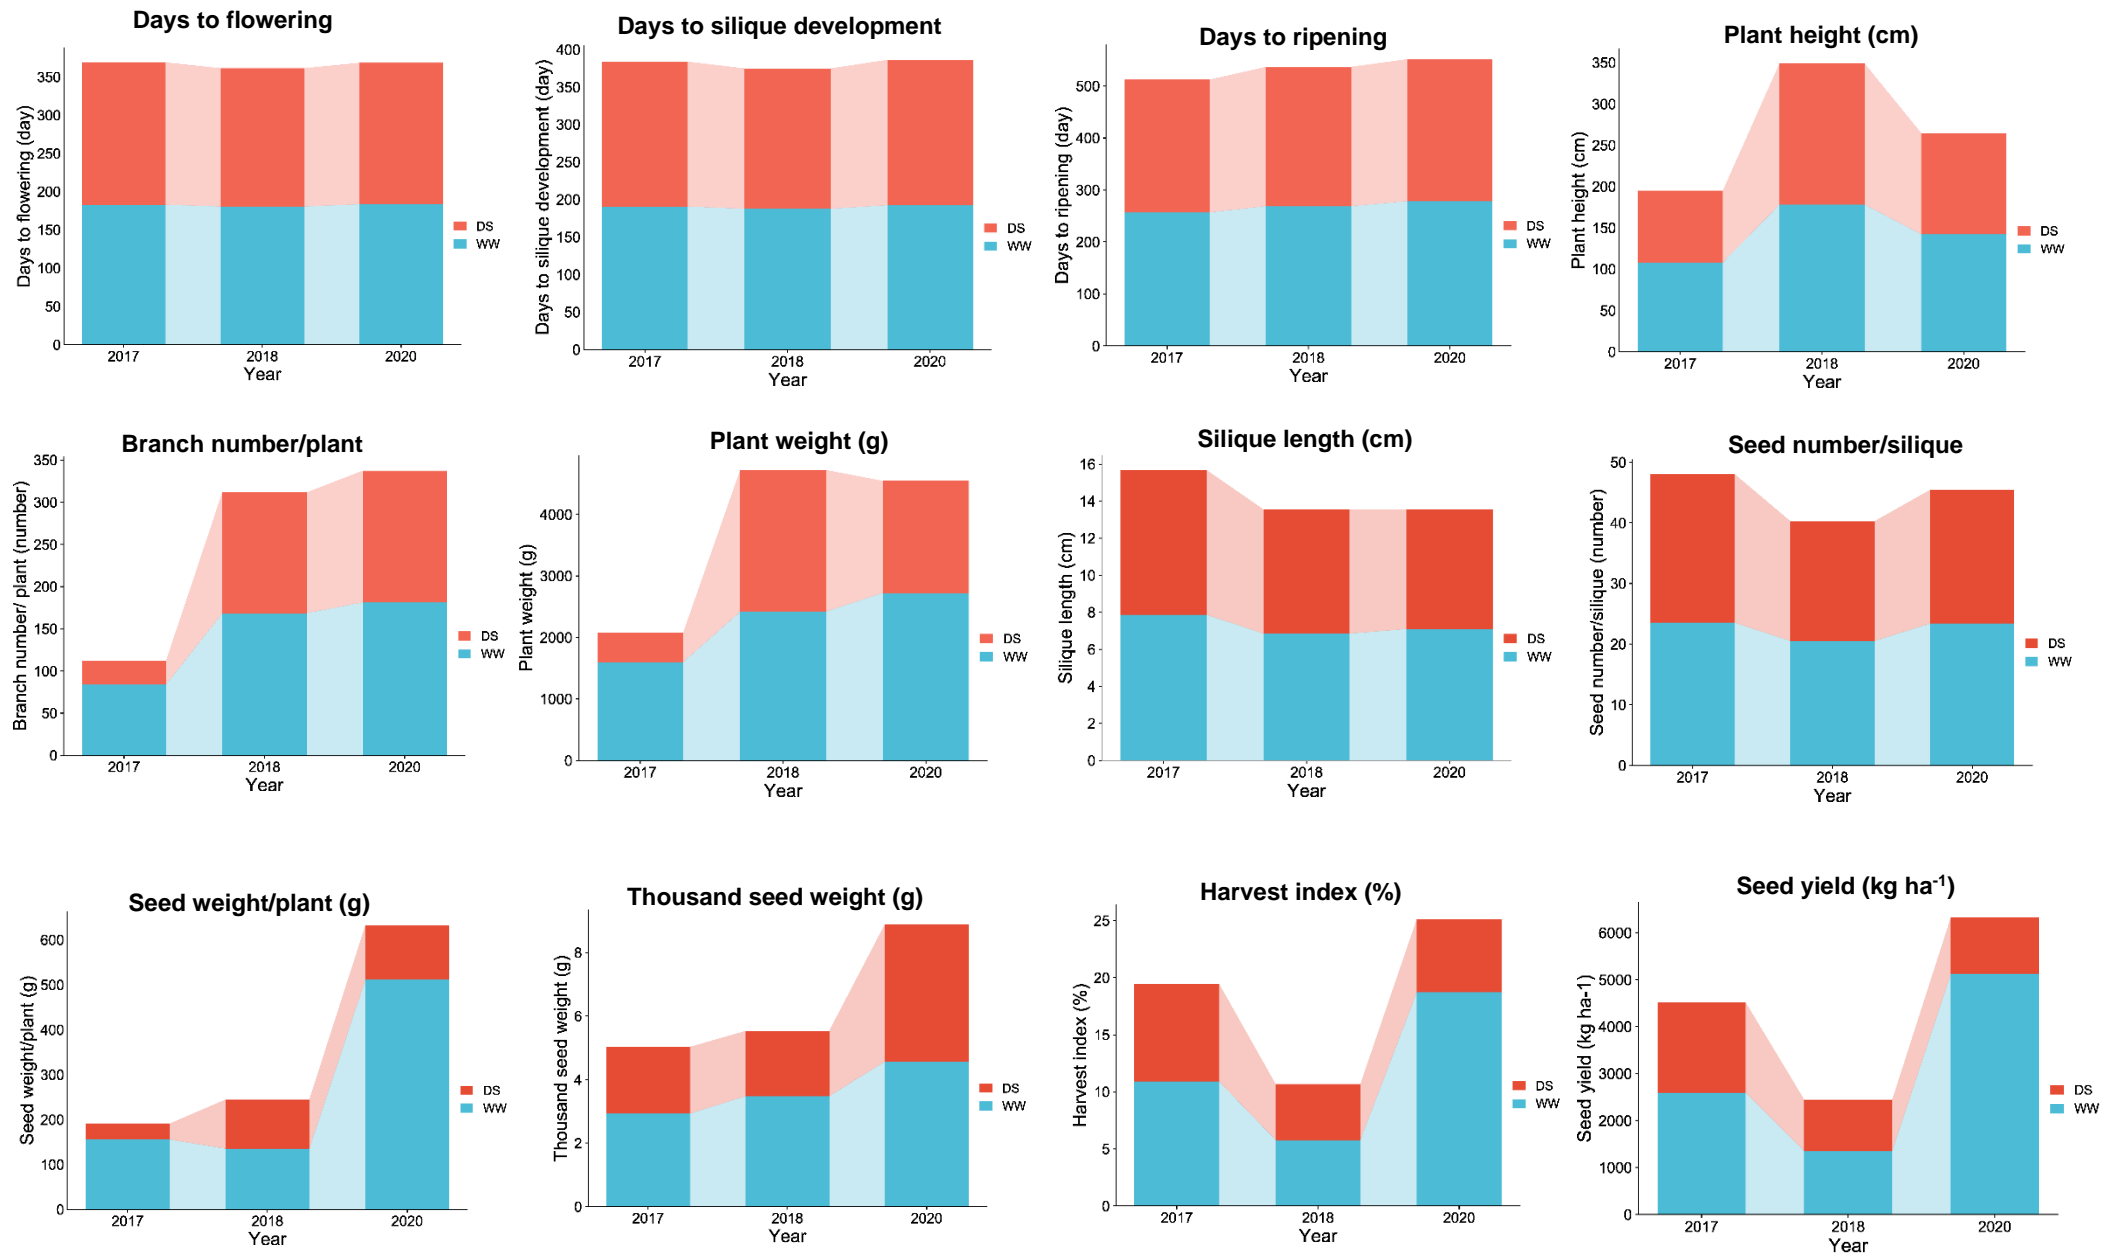 Days to flowering
Days to flowering (day)
350
300
250
200
150
100
50
0
2017
2018
2020
Year
DS
WW
Days to silique development
Days to silique development (day)
400
350
300
250
200
150
100
50
0
2017
2018
2020
Year
DS
WW
Days to ripening
Days to ripening (day)
500
400
300
200
100
0
2017
2018
2020
Year
DS
WW
Plant height (cm)
Plant height (cm)
350
300
250
200
150
100
50
0
2017
2018
2020
Year
DS
WW
Branch number/plant
Branch number/ plant (number)
350
300
250
200
150
100
50
0
2017
2018
2020
Year
DS
WW
Plant weight (g)
Plant weight (g)
4000
3000
2000
1000
0
2017
2018
2020
Year
DS
WW
Silique length (cm)
Silique length (cm)
16
14
12
10
8
6
4
2
0
2017
2018
2020
Year
DS
WW
Seed number/silique
Seed number/silique (number)
50
40
30
20
10
0
2017
2018
2020
Year
DS
WW
Seed weight/plant (g)
Seed weight/plant (g)
600
500
400
300
200
100
0
2017
2018
2020
Year
DS
WW
Thousand seed weight (g)
Thousand seed weight (g)
8
6
4
2
0
2017
2018
2020
Year
DS
WW
Harvest index (%)
Harvest index (%)
25
20
15
10
5
0
2017
2018
2020
Year
DS
WW
Seed yield (kg ha⁻¹)
Seed yield (kg ha-1)
6000
5000
4000
3000
2000
1000
0
2017
2018
2020
Year
DS
WW